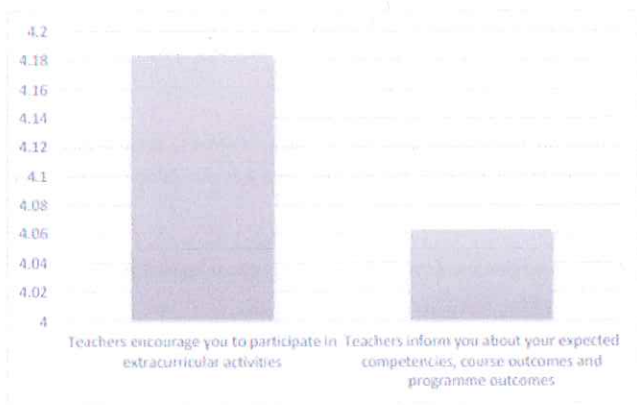 4.2
4.18
4.16
4.14
4.12
4.1
4.08
4.06
4.04
4.02
4
Teachers encourage you to participate in
extracurricular activities
Teachers inform you about your expected
competencies, course outcomes and
programme outcomes